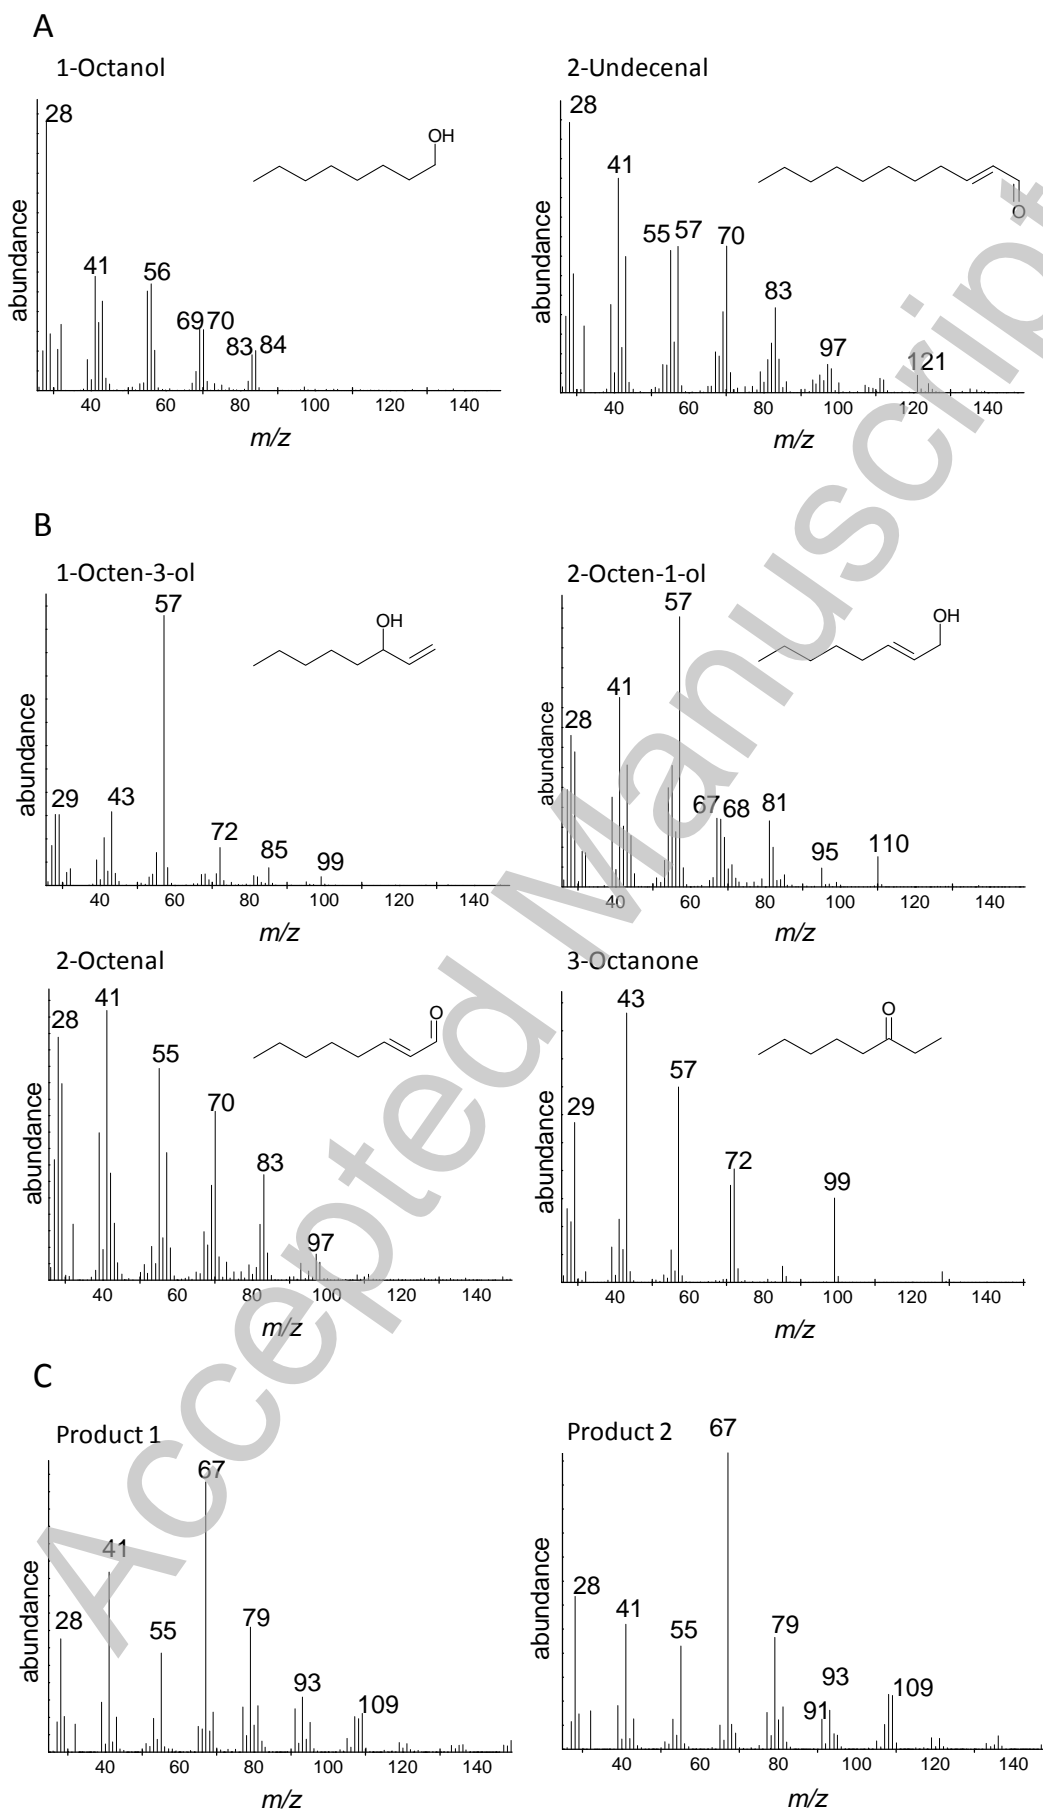 A
1-Octanol
2-Undecenal
28
41
56
69 70
83 84
OH
abundance
40 60 80 100 120 140
m/z
28
41
55 57
70
83
97
121
O
abundance
40 60 80 100 120 140
m/z
B
1-Octen-3-ol
2-Octen-1-ol
57
29
43
72
85
99
OH
abundance
40 60 80 100 120 140
m/z
57
41
28
67 68
81
95
110
OH
abundance
40 60 80 100 120 140
m/z
2-Octenal
3-Octanone
41
28
55
70
83
97
O
abundance
40 60 80 100 120 140
m/z
43
57
29
72
99
O
abundance
40 60 80 100 120 140
m/z
C
Product 1
Product 2
67
41
28
55
79
93
109
abundance
40 60 80 100 120 140
m/z
67
28
41
55
79
93
91
109
abundance
40 60 80 100 120 140
m/z
Accepted Manuscript